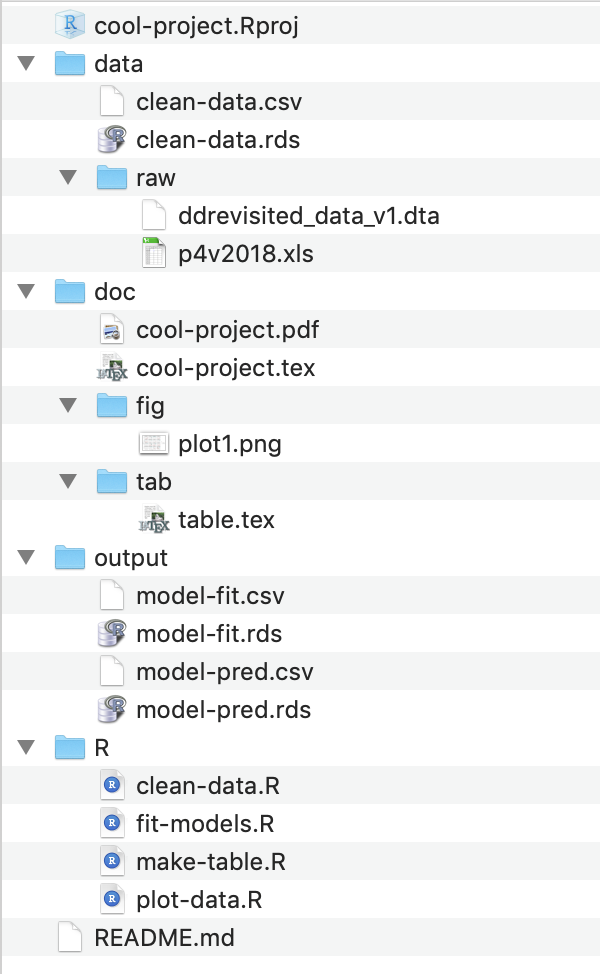 cool-project.Rproj
data
clean-data.csv
clean-data.rds
raw
ddrevisited_data_v1.dta
p4v2018.xls
doc
cool-project.pdf
cool-project.tex
fig
plot1.png
tab
table.tex
output
model-fit.csv
model-fit.rds
model-pred.csv
model-pred.rds
R
clean-data.R
fit-models.R
make-table.R
plot-data.R
README.md